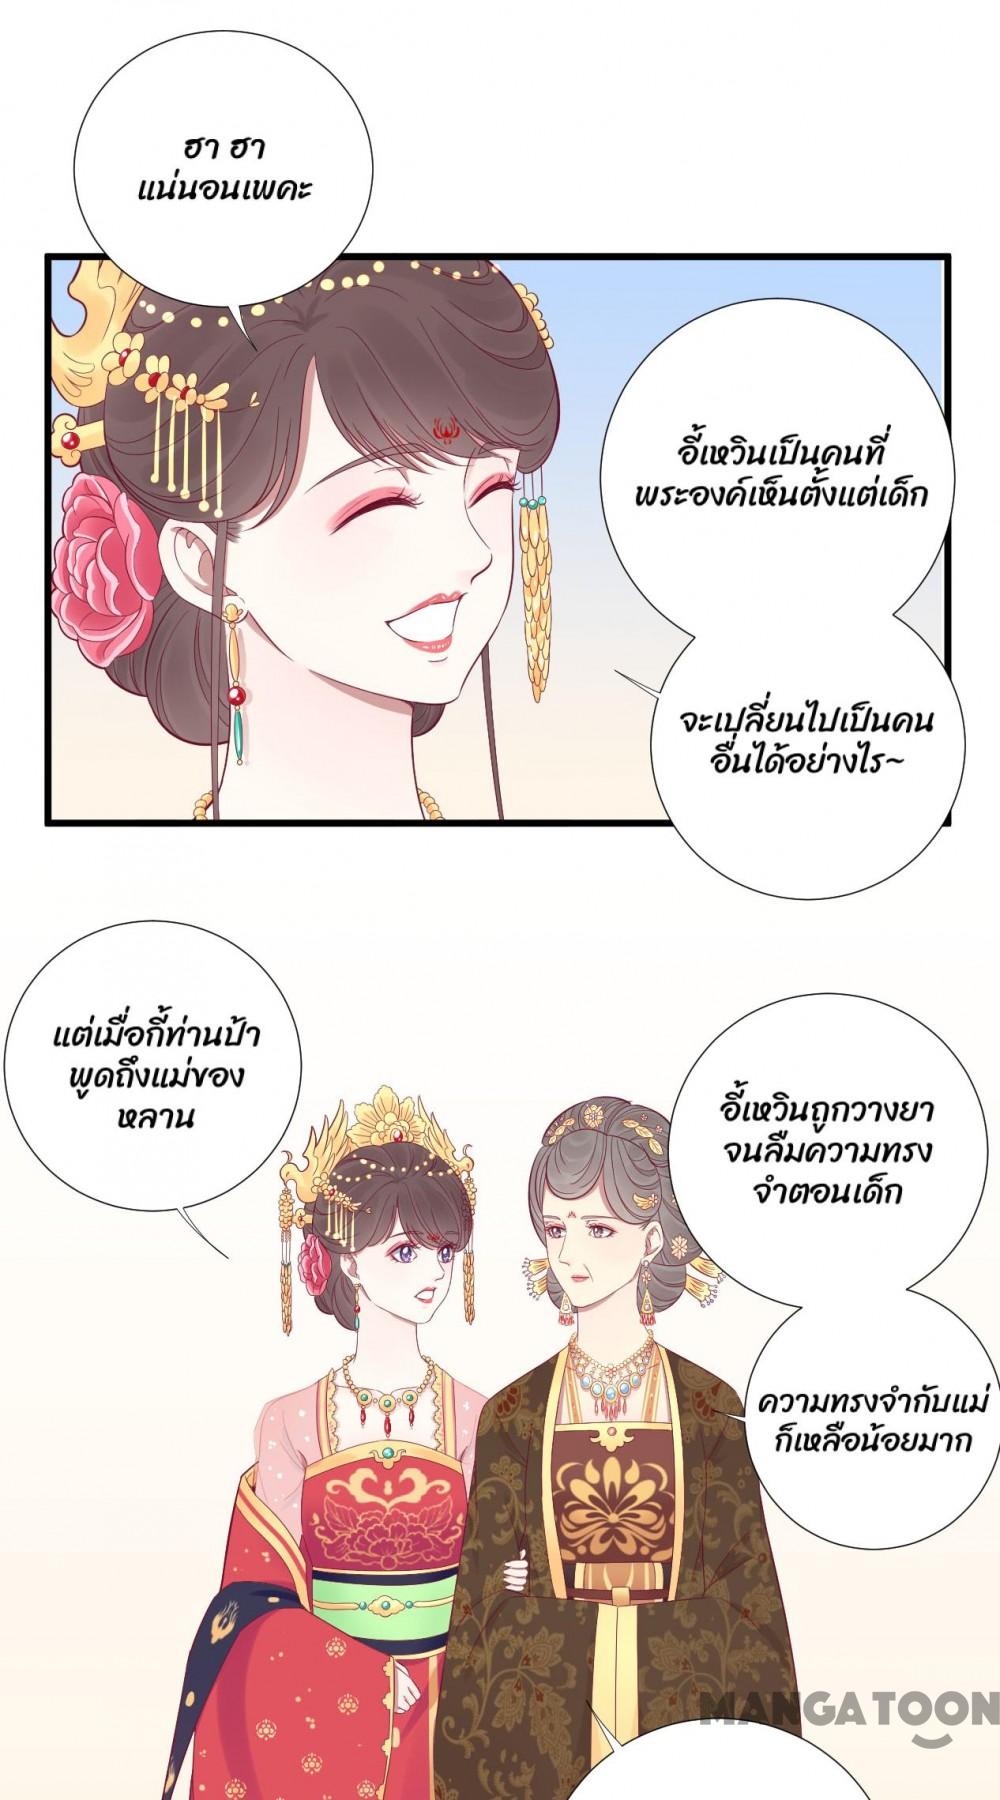 ฮา ฮา
แน่นอนเพคะ
อี้เหวินเป็นคนที่
พระองค์เห็นตั้งแต่เด็ก
จะเปลี่ยนไปเป็นคน
อื่นได้อย่างไร~
แต่เมื่อกี้ท่านป้า
พูดถึงแม่ของ
หลาน
อี้เหวินถูกวางยา
จนลืมความทรง
จำตอนเด็ก
ความทรงจำกับแม่
ก็เหลือน้อยมาก
MANGATOON